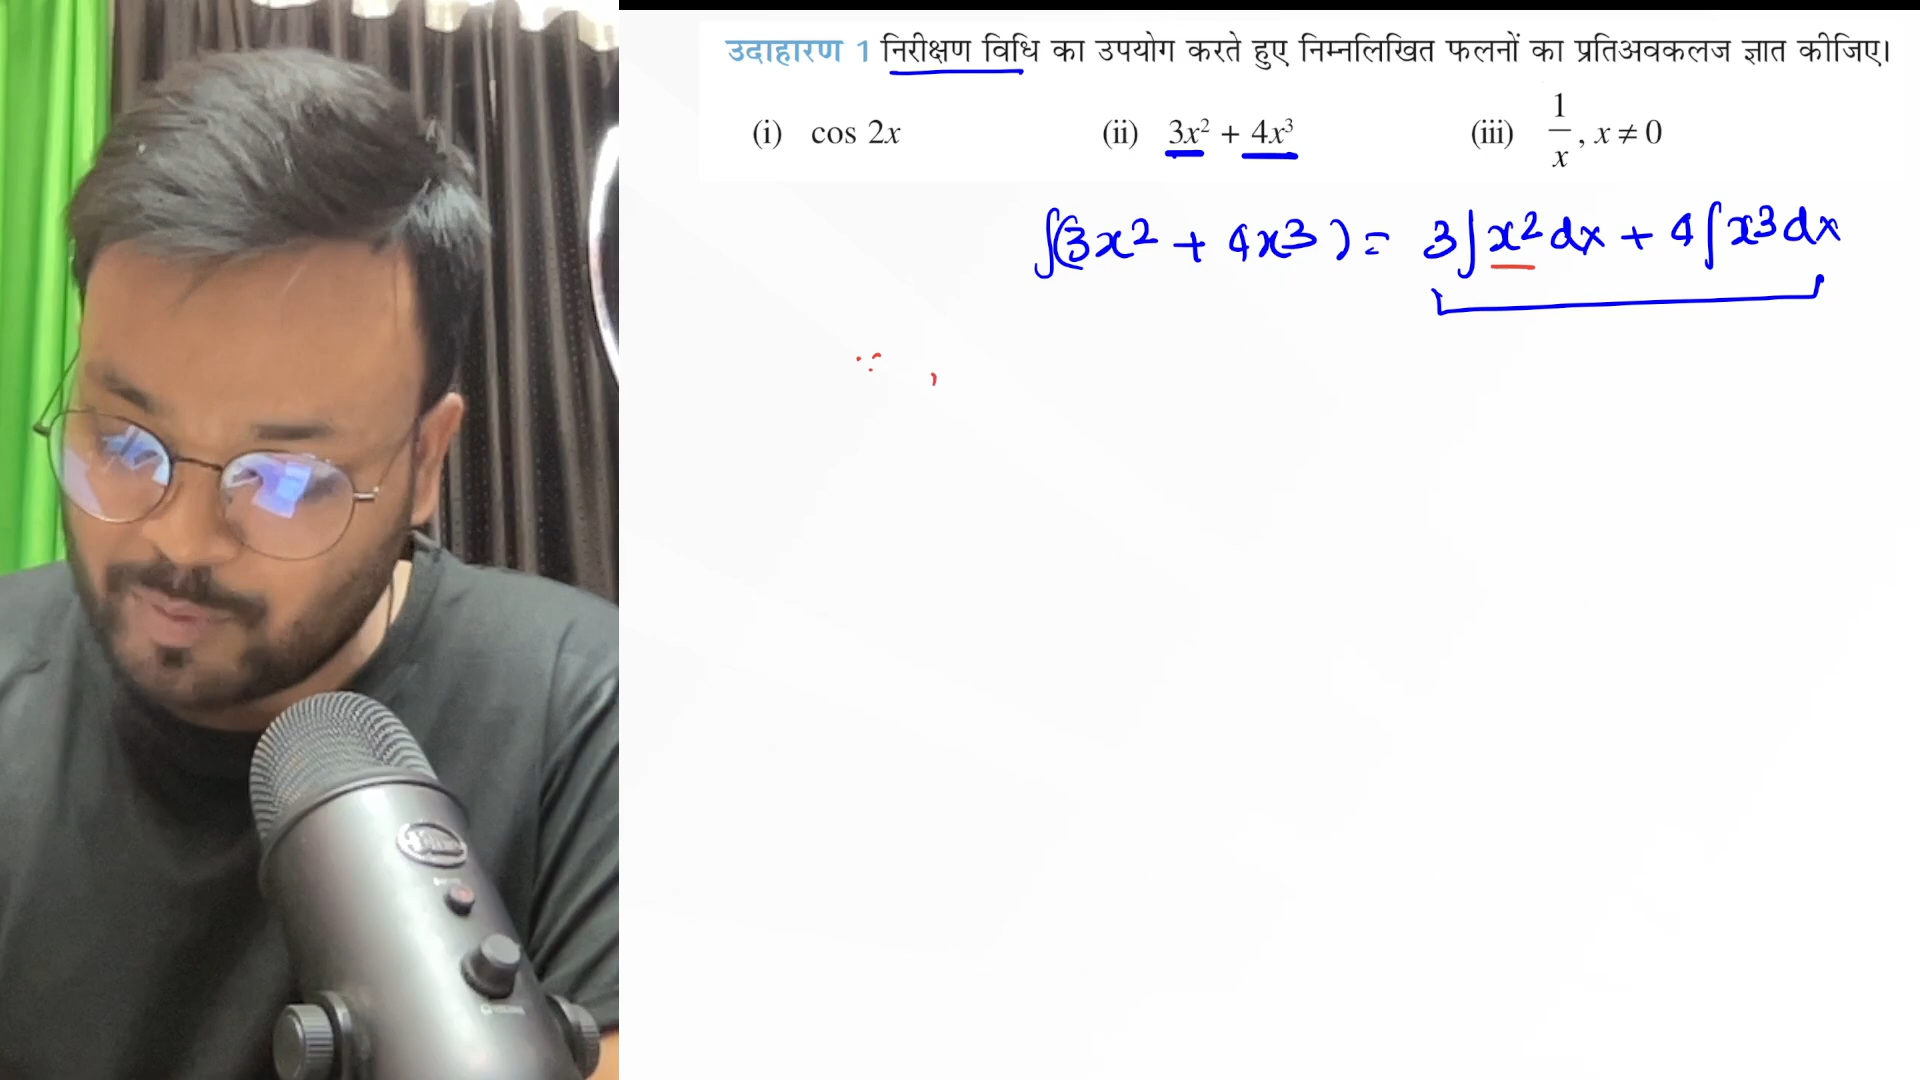 उदाहारण 1 निरीक्षण विधि का उपयोग करते हुए निम्नलिखित फलनों का प्रतिअवकलज ज्ञात कीजिए।
(i) cos 2x (ii) 3x² + 4x³ (iii) 1/x , x ≠ 0
∫(3x² + 4x³) = 3∫x²dx + 4∫x³dx
∵ ,